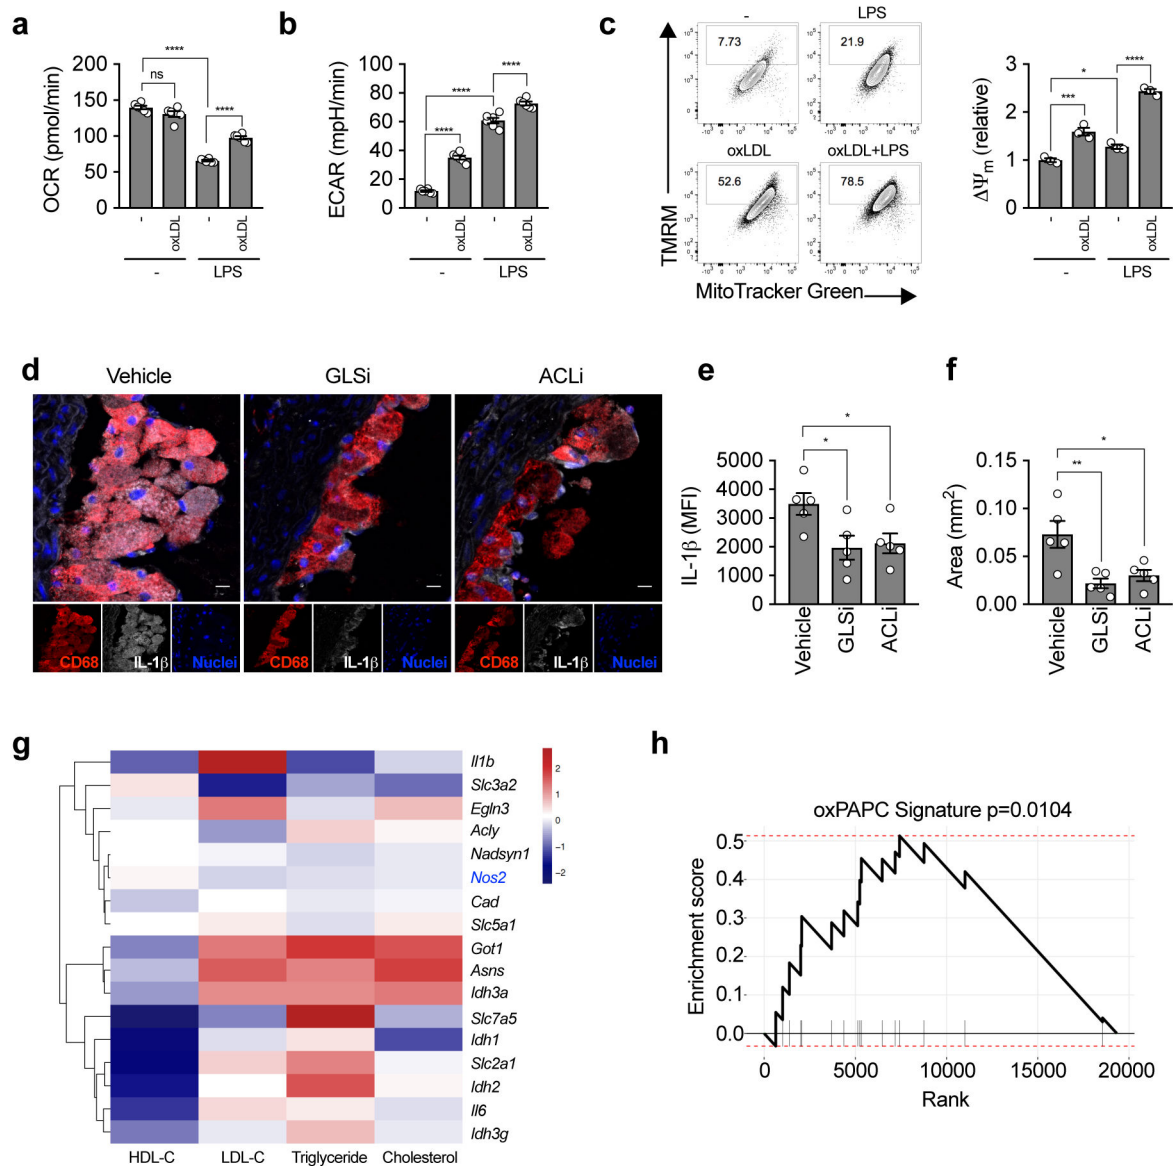 a
OCR (pmol/min)
200
150
100
50
0
****
ns
****
-
oxLDL
-
oxLDL
-
LPS
b
ECAR (mpH/min)
100
80
60
40
20
0
****
****
****
-
oxLDL
-
oxLDL
-
LPS
c
-
LPS
7.73
21.9
oxLDL
oxLDL+LPS
52.6
78.5
TMRM
MitoTracker Green
ΔΨm (relative)
3
2
1
0
****
*
***
-
oxLDL
-
oxLDL
-
LPS
d
Vehicle
GLSi
ACLi
CD68
IL-1β
Nuclei
CD68
IL-1β
Nuclei
CD68
IL-1β
Nuclei
e
IL-1β (MFI)
5000
4000
3000
2000
1000
0
*
*
Vehicle
GLSi
ACLi
f
Area (mm²)
0.15
0.10
0.05
0.00
*
**
Vehicle
GLSi
ACLi
g
Il1b
Slc3a2
Egln3
Acly
Nadsyn1
Nos2
Cad
Slc5a1
Got1
Asns
Idh3a
Slc7a5
Idh1
Slc2a1
Idh2
Il6
Idh3g
HDL-C
LDL-C
Triglyceride
Cholesterol
2
1
0
-1
-2
h
oxPAPC Signature p=0.0104
Enrichment score
0.5
0.4
0.3
0.2
0.1
0.0
0
5000
10000
15000
20000
Rank